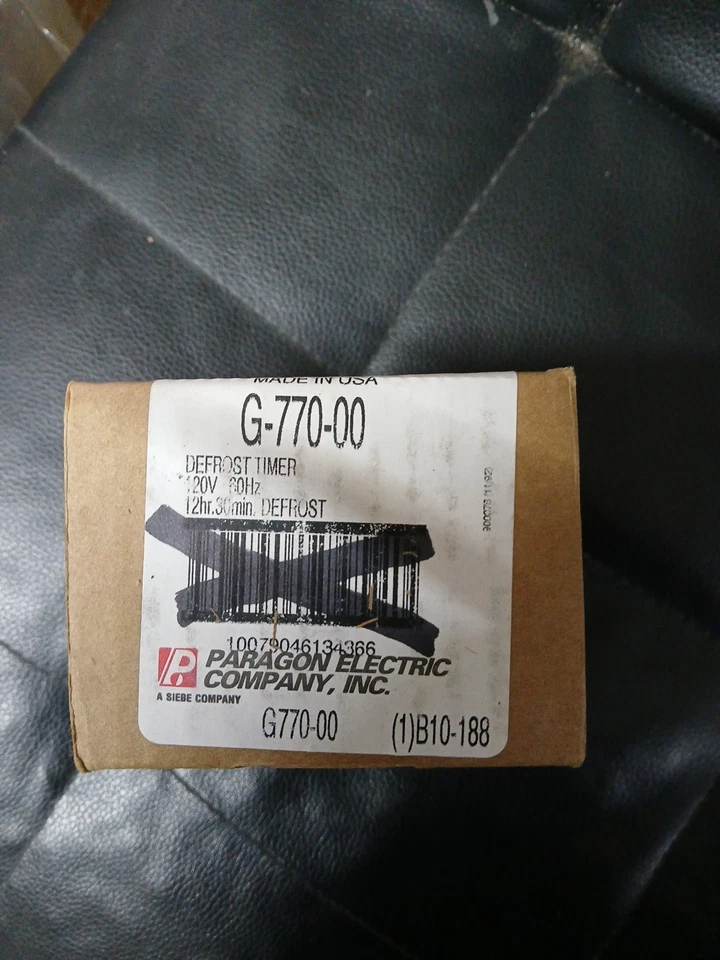 MADE IN USA
G-770-00
DEFROST TIMER
120V 60Hz
12hr.30min. DEFROST
10079046134366
P PARAGON ELECTRIC
COMPANY, INC.
A SIEBE COMPANY
G770-00 (1)B10-188